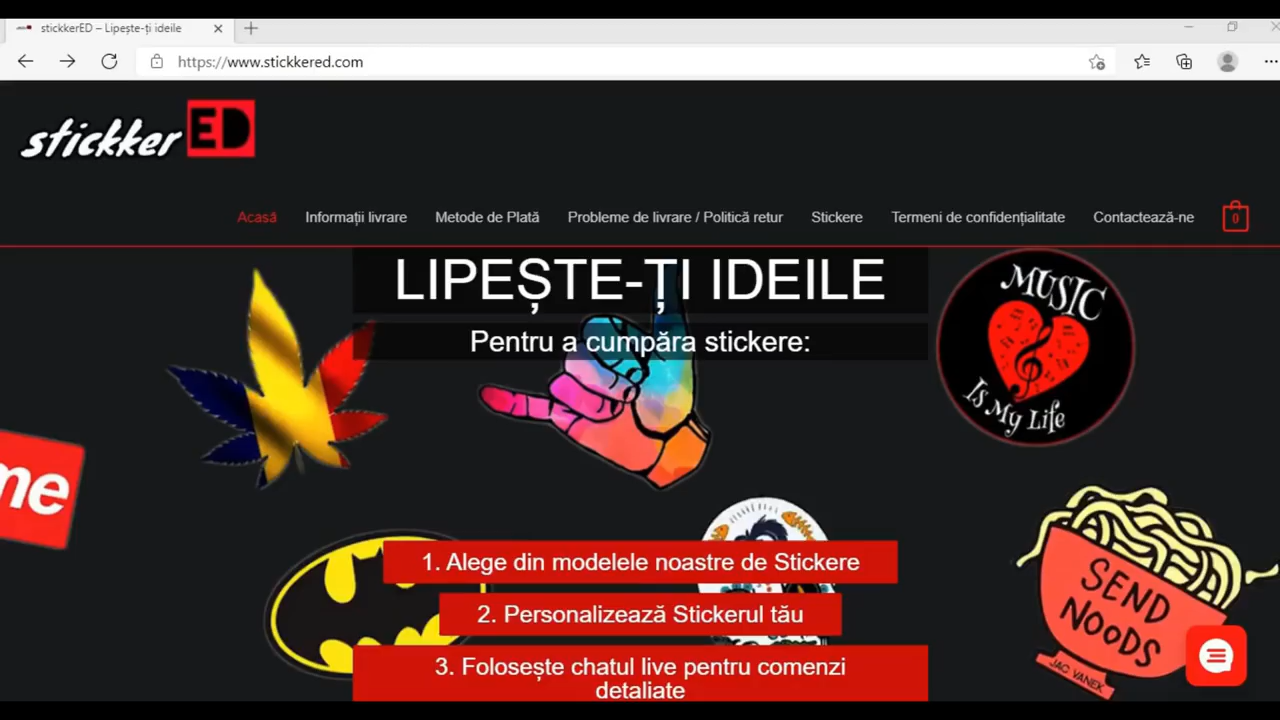 stickkerED – Lipește-ți ideile
https://www.stickkered.com
stickker ED
Acasă Informații livrare Metode de Plată Probleme de livrare / Politică retur Stickere Termeni de confidențialitate Contactează-ne 0
LIPEȘTE-ȚI IDEILE
Pentru a cumpăra stickere:
MUSIC
Is My Life
me
1. Alege din modelele noastre de Stickere
2. Personalizează Stickerul tău
3. Folosește chatul live pentru comenzi
detaliate
SEND
NOODS
JAC VANEK